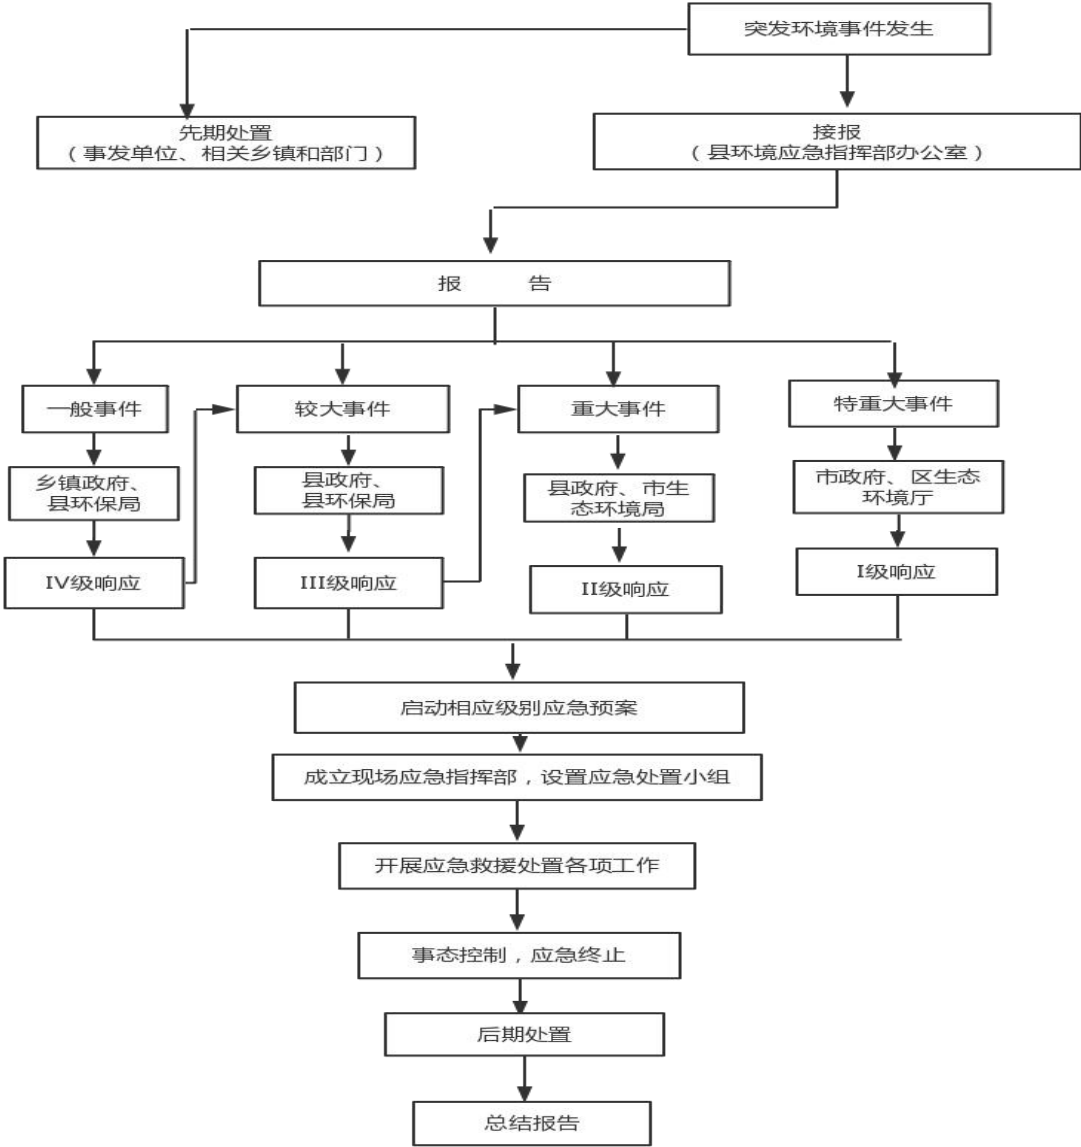 突发环境事件发生
先期处置
（事发单位、相关乡镇和部门）
接报
（县环境应急指挥部办公室）
报 告
一般事件
较大事件
重大事件
特重大事件
乡镇政府、
县环保局
县政府、
县环保局
县政府、市生
态环境局
市政府、区生态
环境厅
IV级响应
III级响应
II级响应
I级响应
启动相应级别应急预案
成立现场应急指挥部，设置应急处置小组
开展应急救援处置各项工作
事态控制，应急终止
后期处置
总结报告